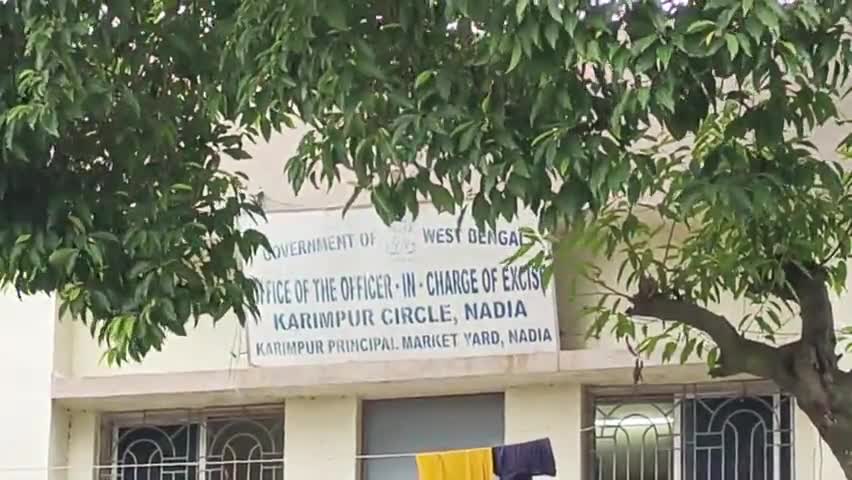 GOVERNMENT OF WEST BENGAL
OFFICE OF THE OFFICER-IN-CHARGE OF EXCISE
KARIMPUR CIRCLE, NADIA
KARIMPUR PRINCIPAL MARKET YARD, NADIA